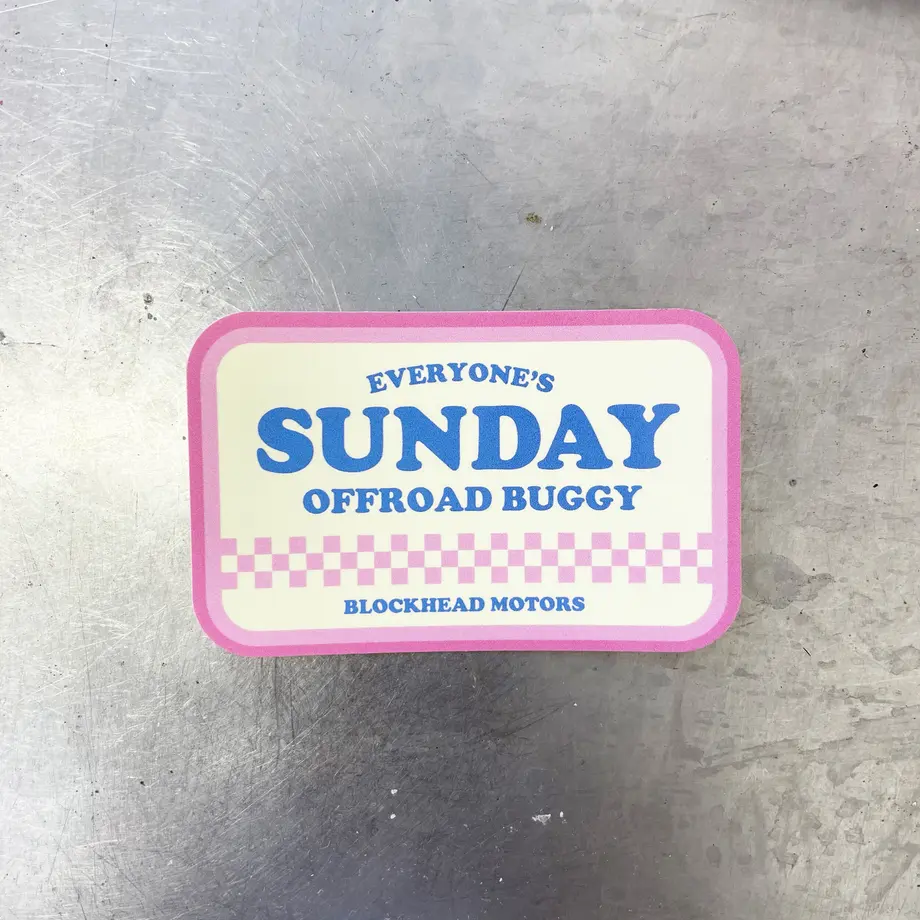 EVERYONE'S
SUNDAY
OFFROAD BUGGY
BLOCKHEAD MOTORS